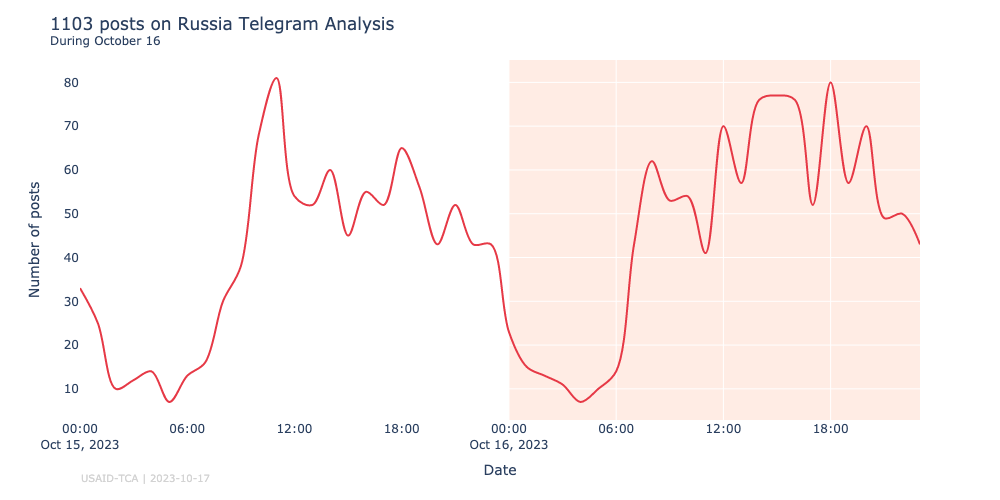 1103 posts on Russia Telegram Analysis
During October 16
Number of posts
80
70
60
50
40
30
20
10
00:00 06:00 12:00 18:00 00:00 06:00 12:00 18:00
Oct 15, 2023 Oct 16, 2023
Date
USAID-TCA | 2023-10-17